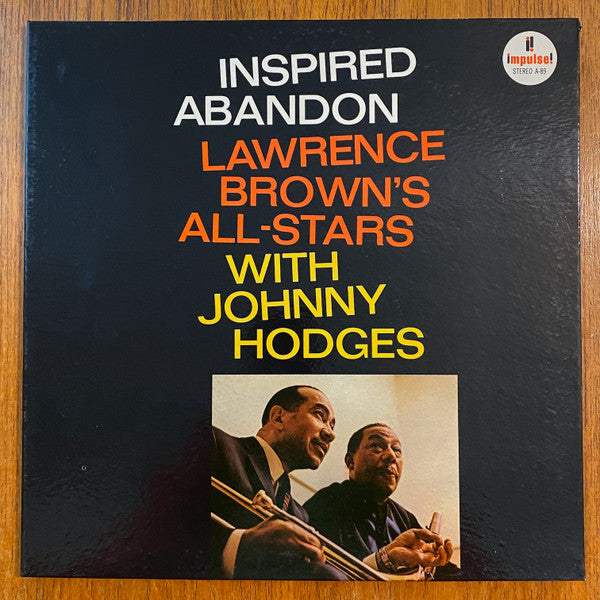 INSPIRED
ABANDON
LAWRENCE
BROWN'S
ALL-STARS
WITH
JOHNNY
HODGES
i!
impulse!
STEREO A-89